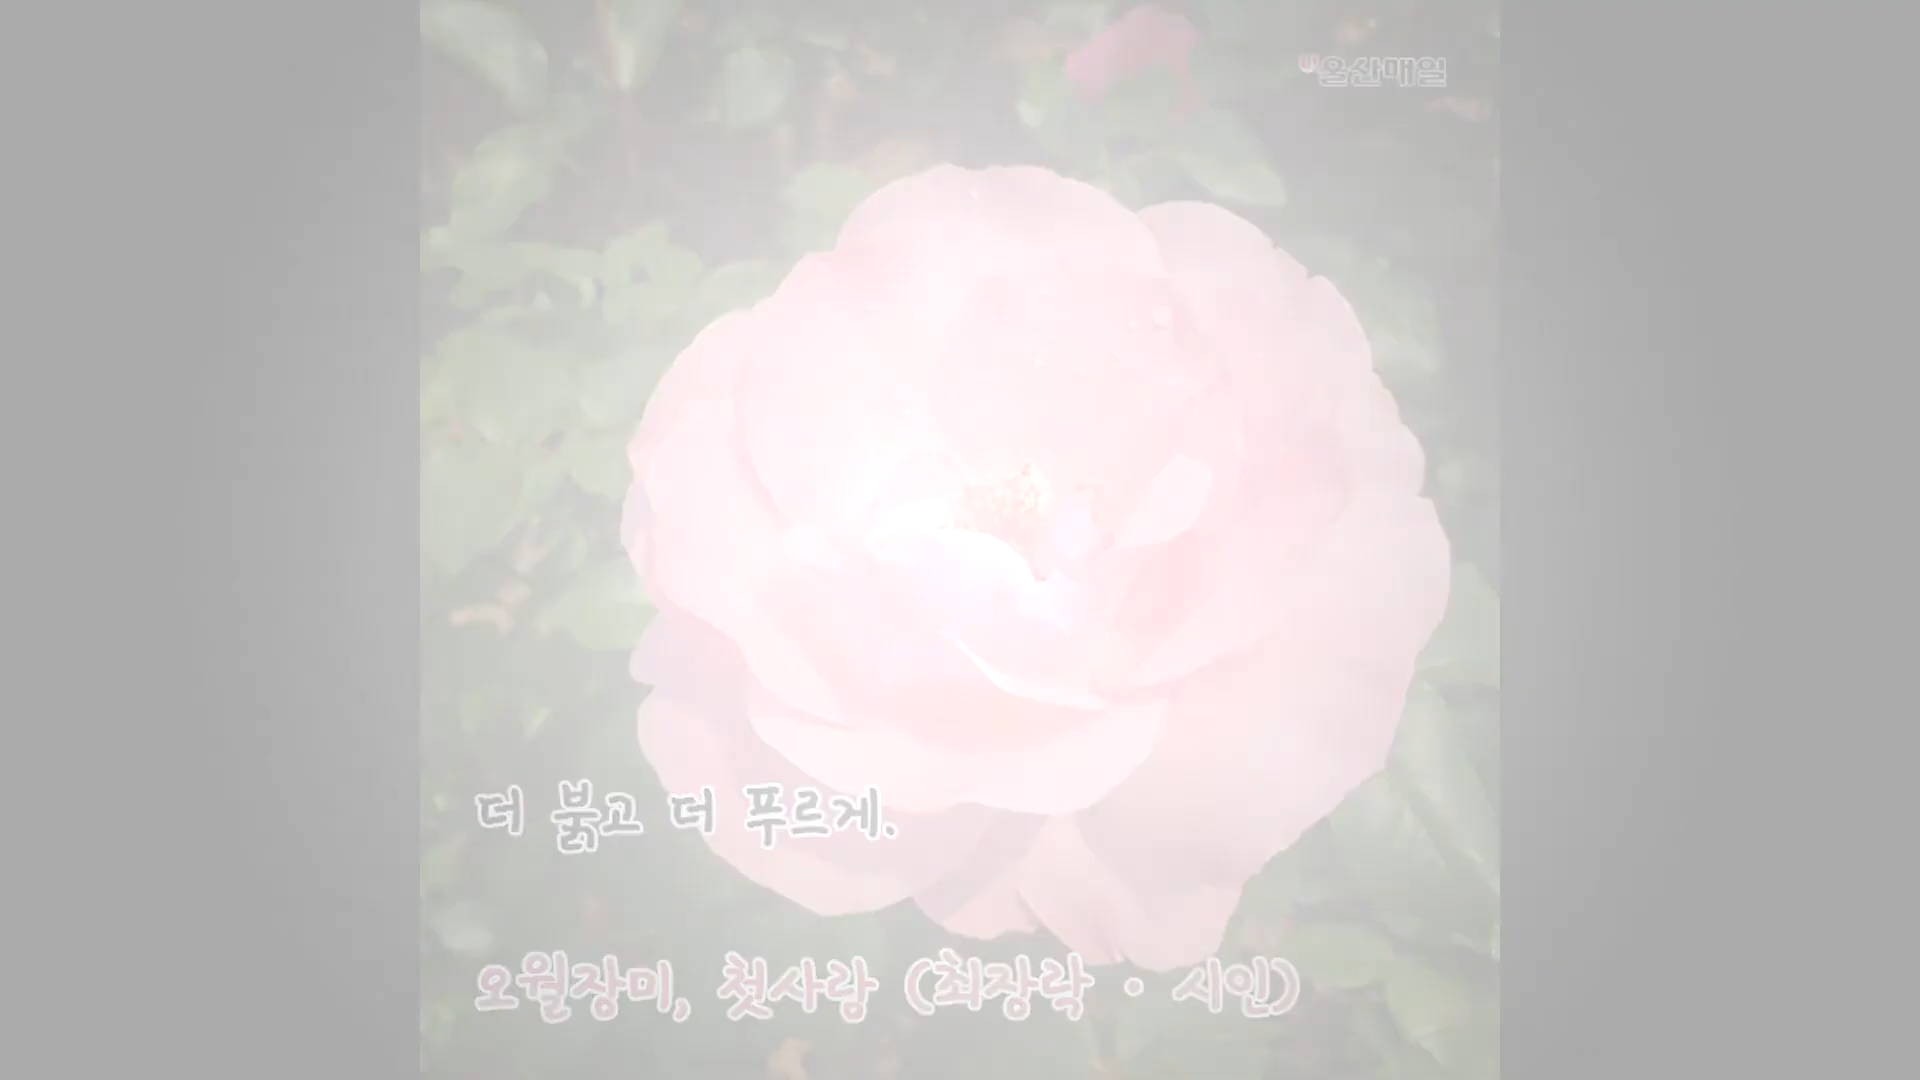 울산매일
더 붉고 더 푸르게.
오월장미, 첫사랑 (최장락 · 시인)